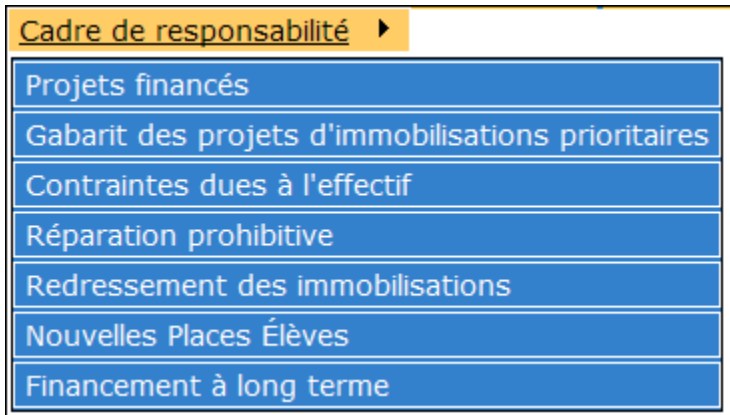 Cadre de responsabilité
Projets financés
Gabarit des projets d'immobilisations prioritaires
Contraintes dues à l'effectif
Réparation prohibitive
Redressement des immobilisations
Nouvelles Places Élèves
Financement à long terme